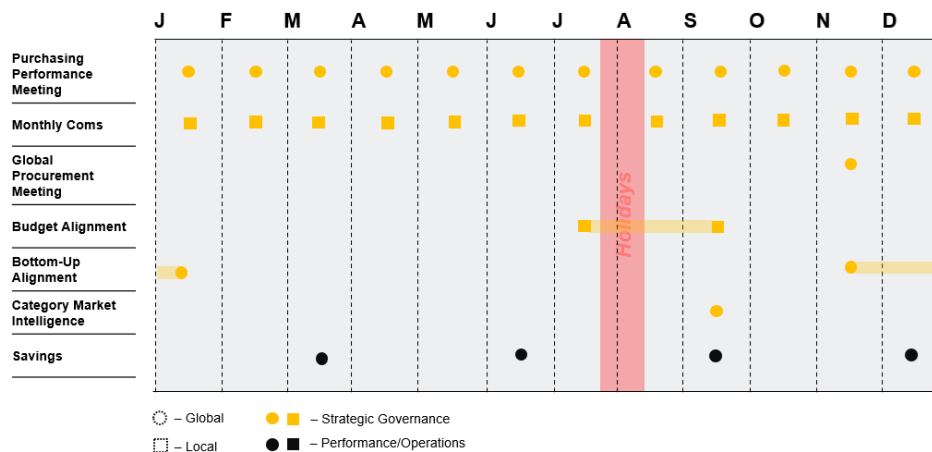 J F M A M J J A S O N D
Purchasing
Performance
Meeting
Monthly Coms
Global
Procurement
Meeting
Budget Alignment
Bottom-Up
Alignment
Category Market
Intelligence
Savings
Holidays
– Global
– Strategic Governance
– Local
– Performance/Operations